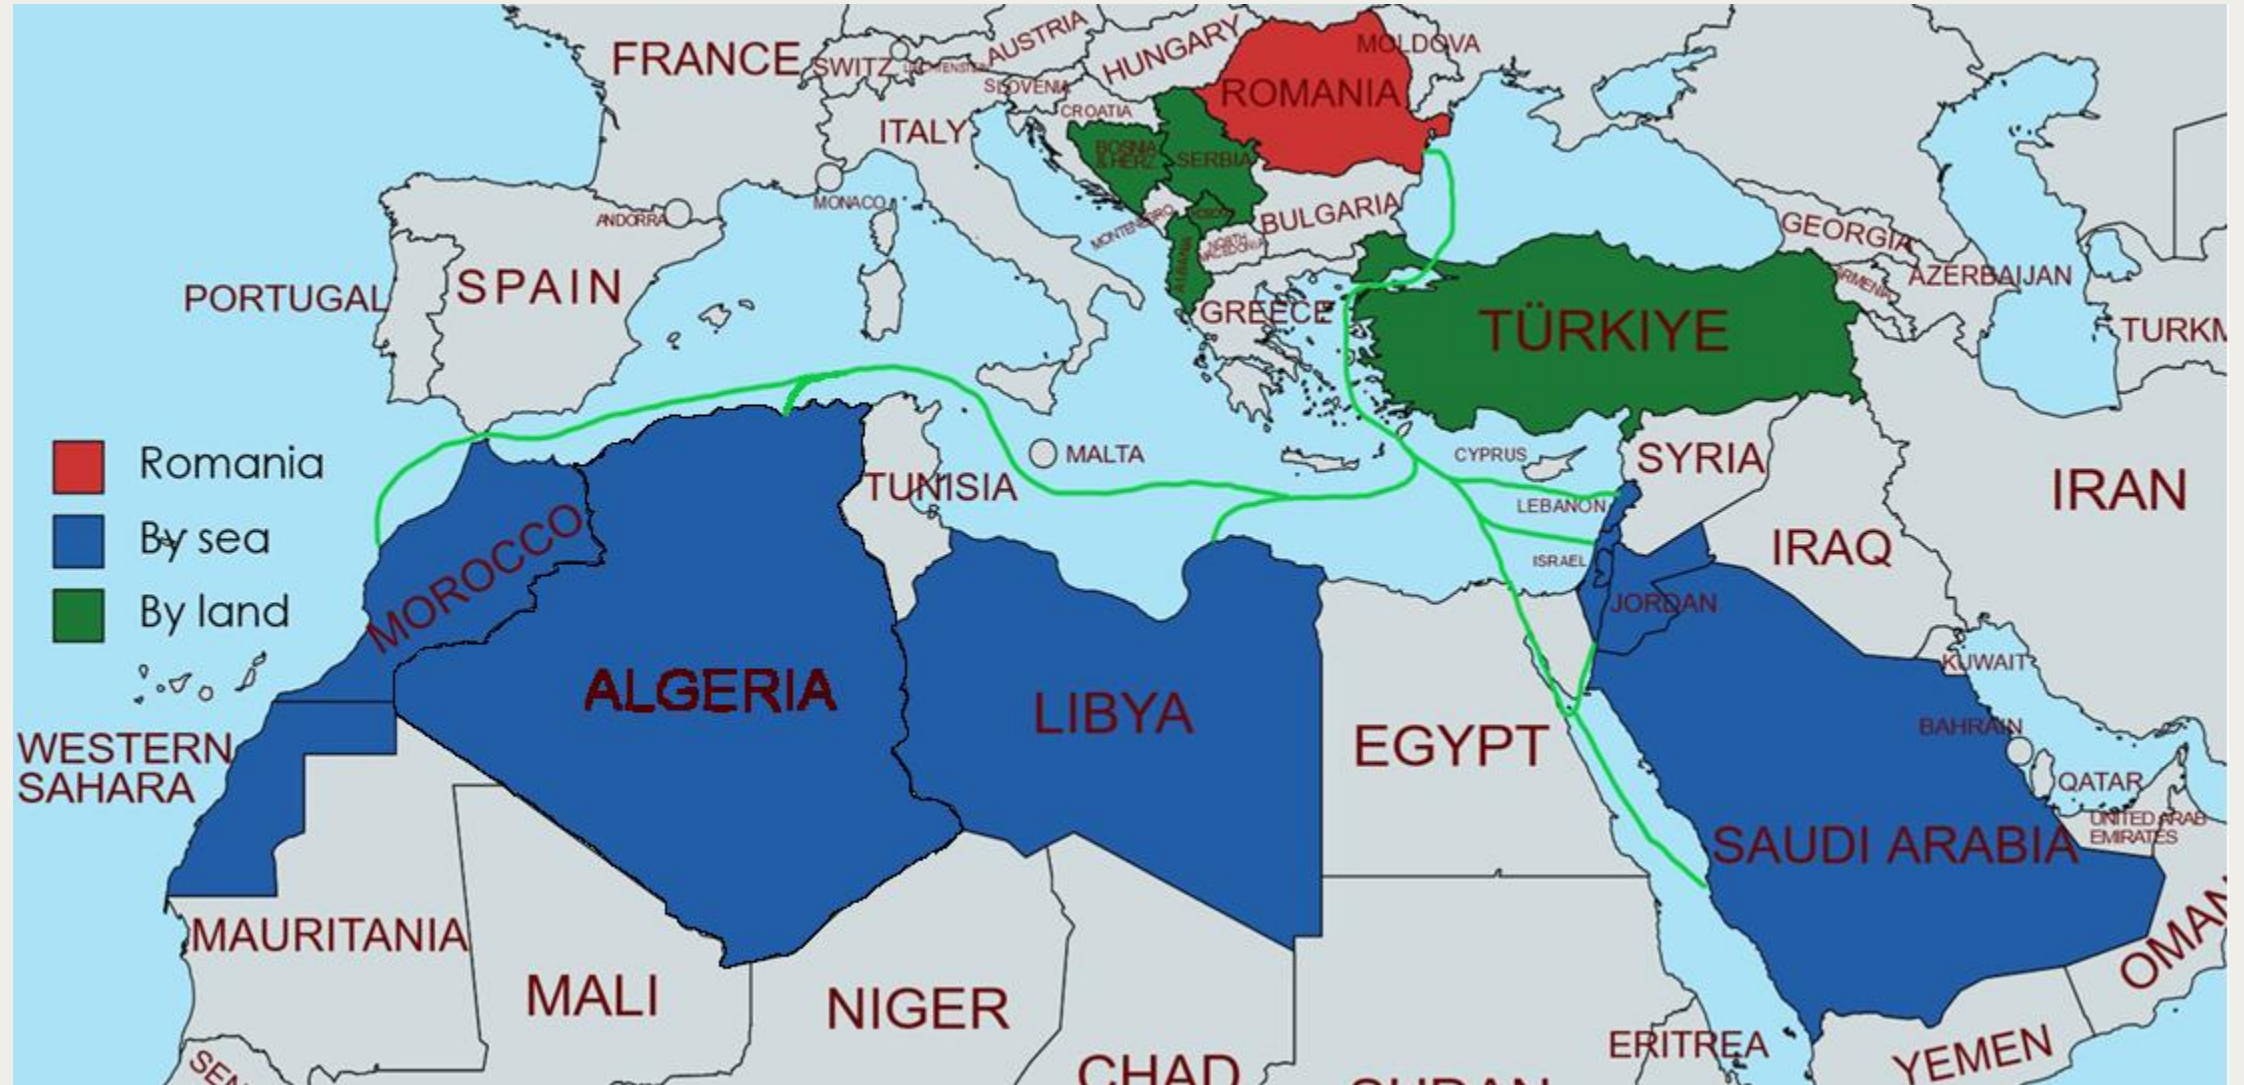 FRANCE
SWITZ
LIECHTENSTEIN
AUSTRIA
HUNGARY
MOLDOVA
SLOVENIA
ROMANIA
CROATIA
ITALY
BOSNIA
& HERZ.
SERBIA
MONACO
ANDORRA
MONTENEGRO
BULGARIA
NORTH
MACEDONIA
ALBANIA
GEORGIA
ARMENIA
AZERBAIJAN
PORTUGAL
SPAIN
GREECE
TÜRKIYE
TURKM
Romania
By sea
By land
MALTA
CYPRUS
SYRIA
TUNISIA
LEBANON
ISRAEL
IRAQ
IRAN
MOROCCO
JORDAN
KUWAIT
ALGERIA
LIBYA
EGYPT
BAHRAIN
QATAR
WESTERN
SAHARA
SAUDI ARABIA
UNITED ARAB
EMIRATES
OMAN
MAURITANIA
MALI
NIGER
CHAD
SUDAN
ERITREA
YEMEN
SEN